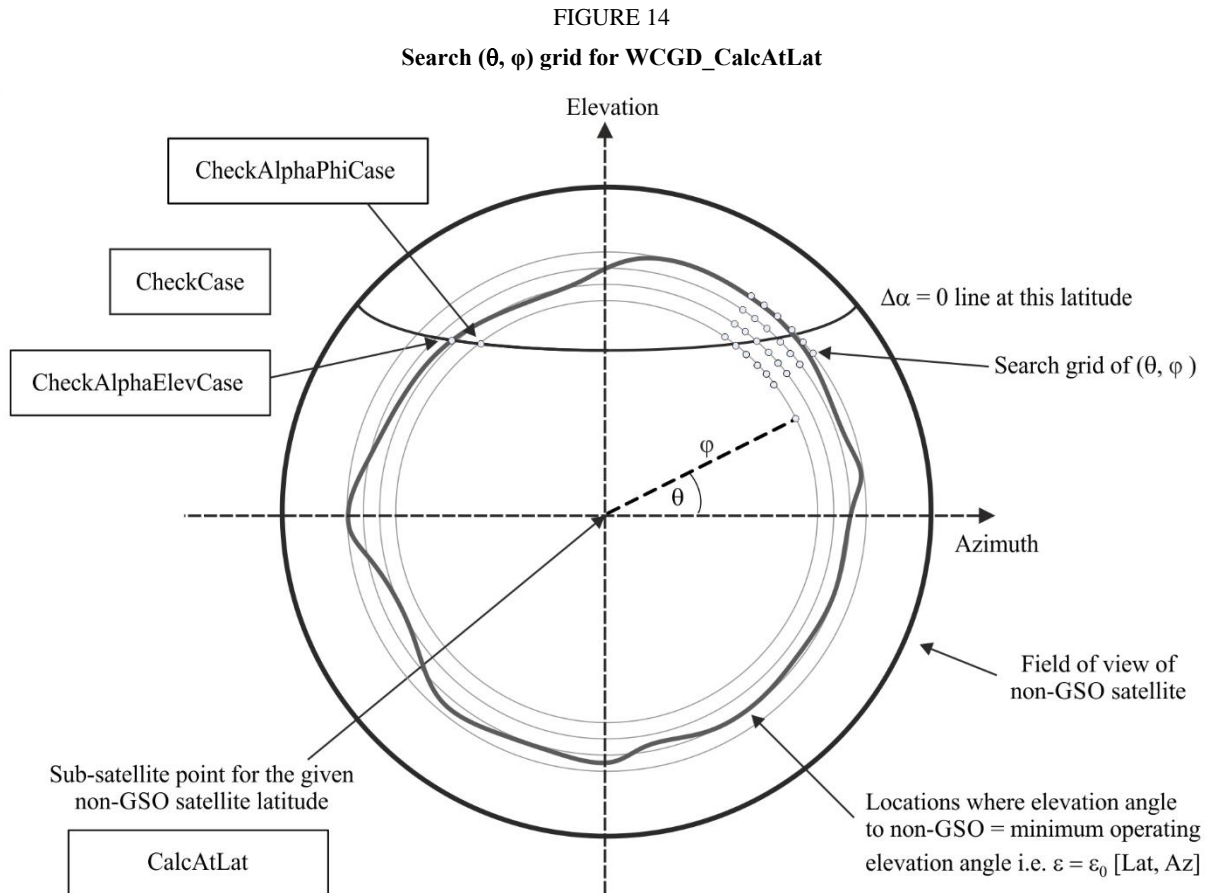 FIGURE 14
Search (θ, φ) grid for WCGD_CalcAtLat
Elevation
CheckAlphaPhiCase
CheckCase
Δα = 0 line at this latitude
CheckAlphaElevCase
Search grid of (θ, φ )
φ
θ
Azimuth
Field of view of
non-GSO satellite
Sub-satellite point for the given
non-GSO satellite latitude
Locations where elevation angle
to non-GSO = minimum operating
elevation angle i.e. ε = ε₀ [Lat, Az]
CalcAtLat